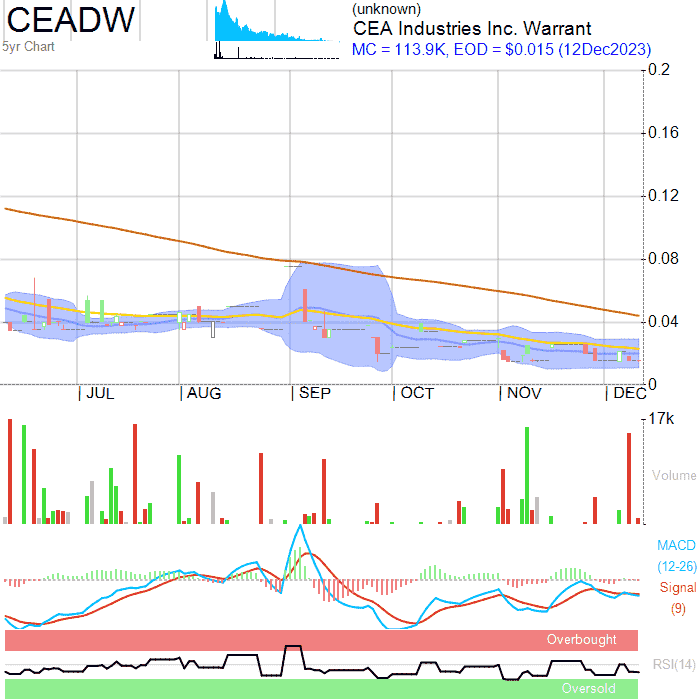 CEADW
5yr Chart
(unknown)
CEA Industries Inc. Warrant
MC = 113.9K, EOD = $0.015 (12Dec2023)
0.2
0.16
0.12
0.08
0.04
0
JUL AUG SEP OCT NOV DEC
17k
Volume
MACD
(12-26)
Signal
(9)
Overbought
RSI(14)
Oversold